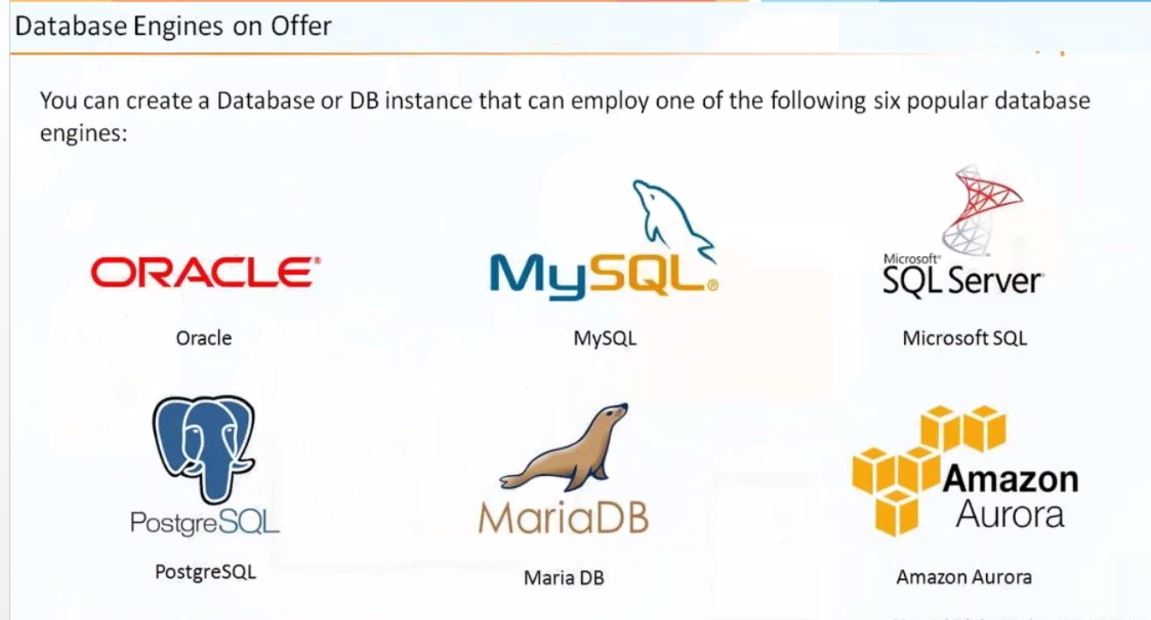 Database Engines on Offer
You can create a Database or DB instance that can employ one of the following six popular database
engines:
ORACLE®
MySQL®
Microsoft®
SQL Server®
Oracle
MySQL
Microsoft SQL
PostgreSQL
MariaDB
Amazon
Aurora
PostgreSQL
Maria DB
Amazon Aurora